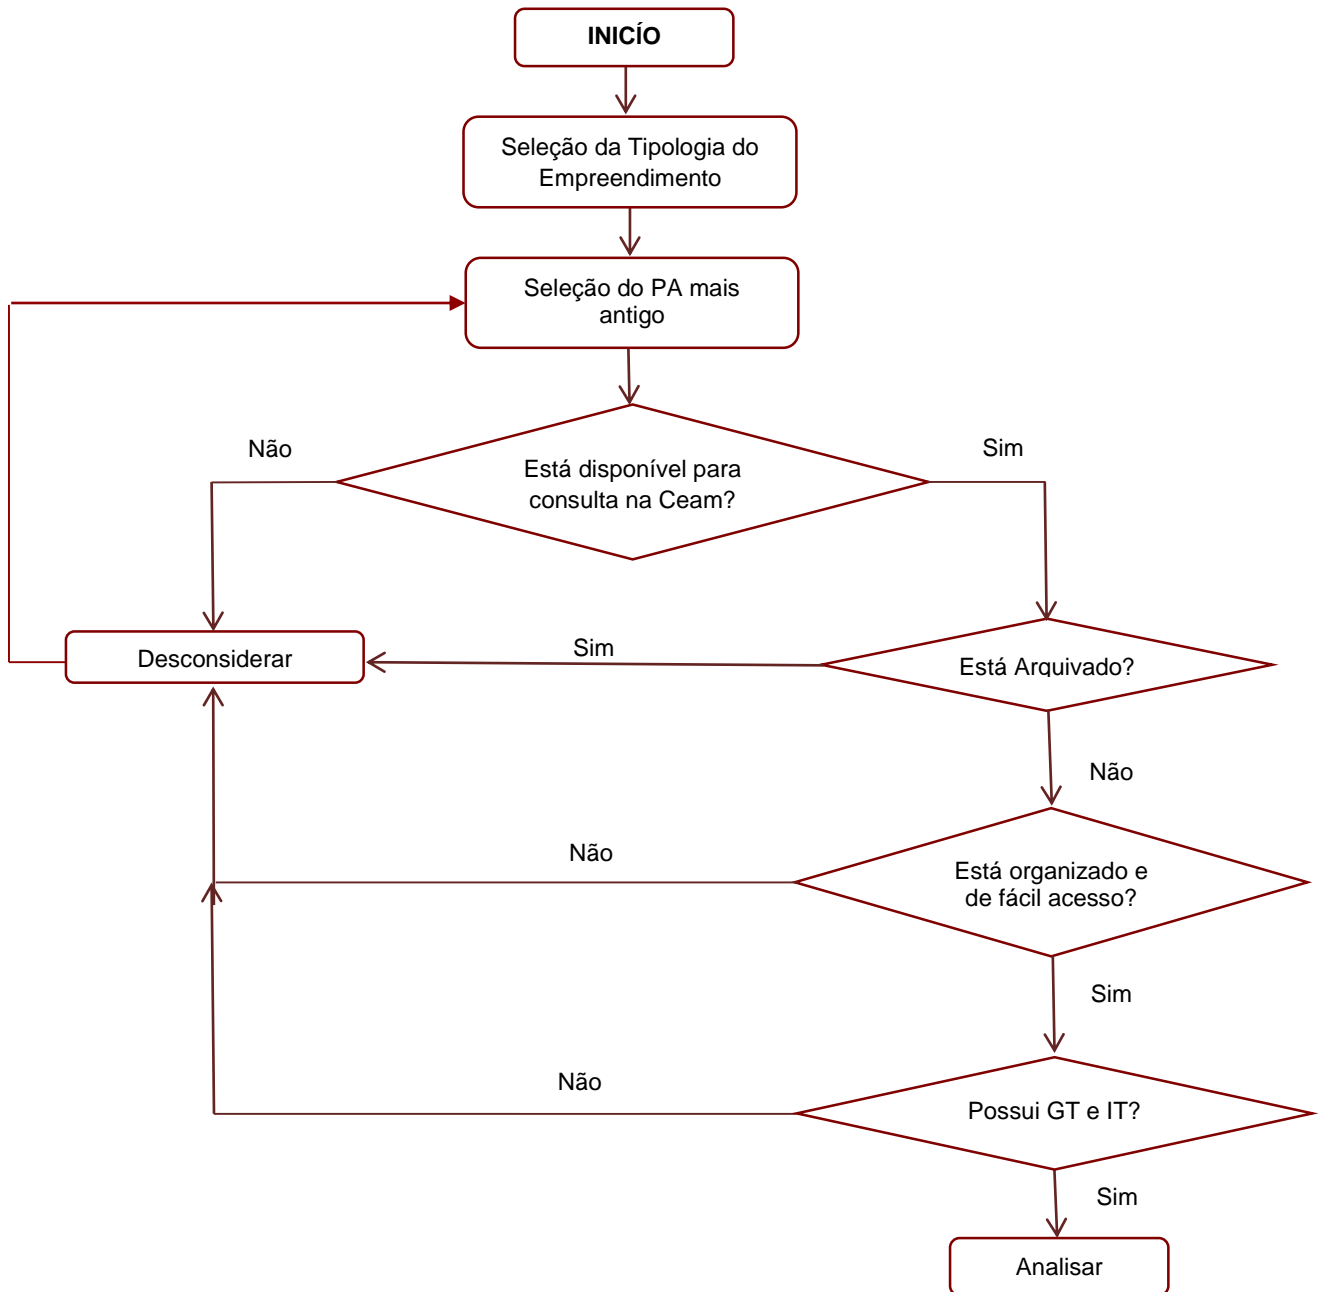 INICÍO
Seleção da Tipologia do
Empreendimento
Seleção do PA mais
antigo
Não
Sim
Está disponível para
consulta na Ceam?
Sim
Desconsiderar
Está Arquivado?
Não
Não
Está organizado e
de fácil acesso?
Sim
Não
Possui GT e IT?
Sim
Analisar